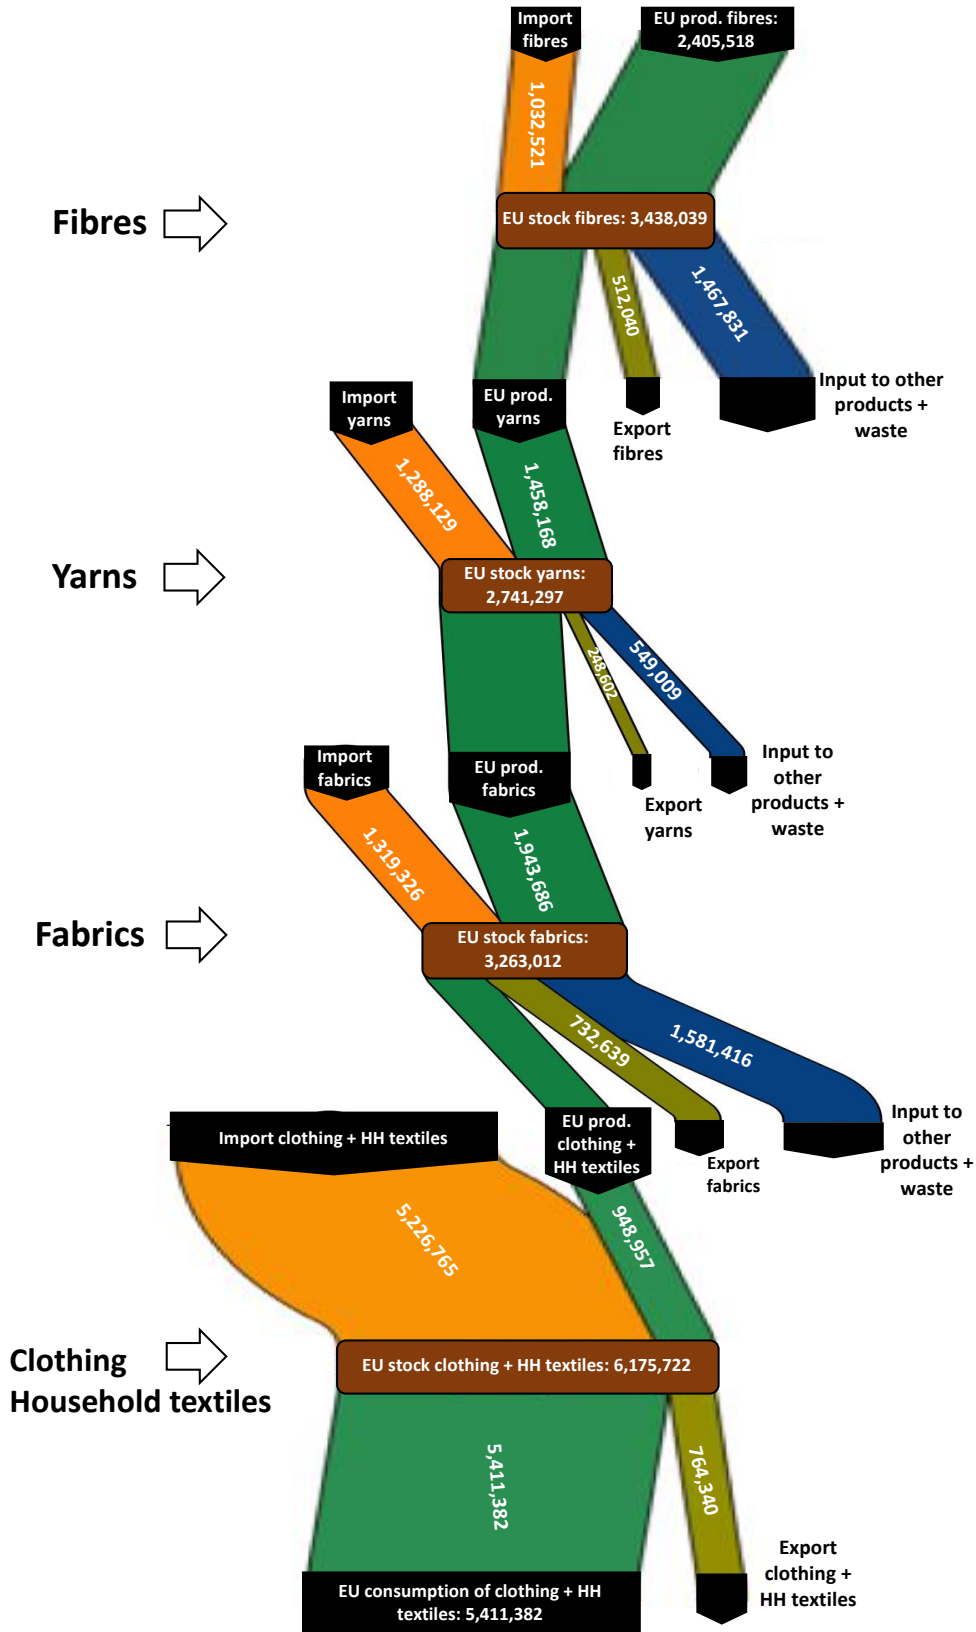 Import
fibres
EU prod. fibres:
2,405,518
1,032,521
Fibres
EU stock fibres: 3,438,039
512,040
1,467,831
Export
fibres
Input to other
products +
waste
Import
yarns
EU prod.
yarns
1,288,129
1,458,168
Yarns
EU stock yarns:
2,741,297
248,602
549,009
Export
yarns
Input to
other
products +
waste
Import
fabrics
EU prod.
fabrics
1,319,326
1,943,686
Fabrics
EU stock fabrics:
3,263,012
732,639
1,581,416
Export
fabrics
Input to
other
products +
waste
Import clothing + HH textiles
EU prod.
clothing +
HH textiles
5,226,765
948,957
Clothing
Household textiles
EU stock clothing + HH textiles: 6,175,722
5,411,382
764,340
Export
clothing +
HH textiles
EU consumption of clothing + HH
textiles: 5,411,382